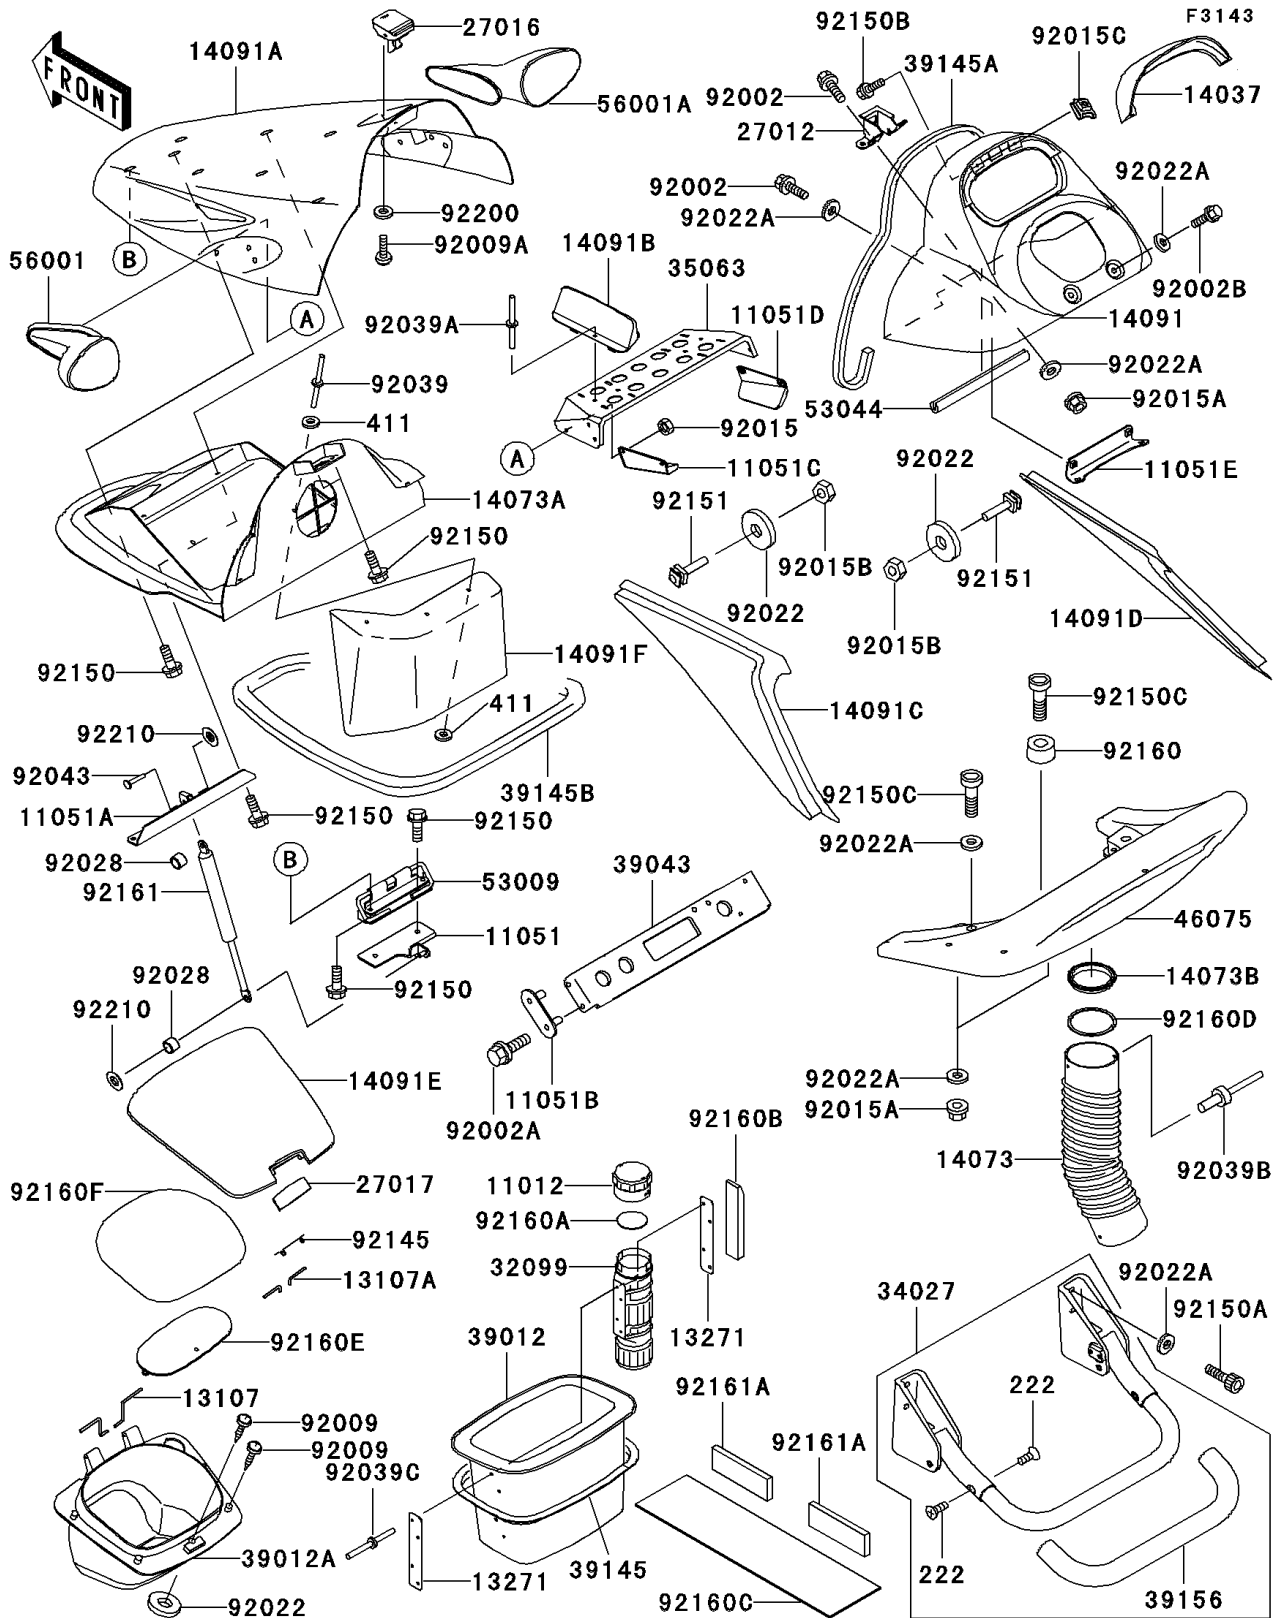 F3143
27016
92150B
92015C
14091A
39145A
14037
56001A
92002
27012
FRONT
92002
92022A
92022A
92200
92009A
14091B
B
56001
35063
92002B
11051D
14091
A
92039A
92022A
92039
53044
92015A
411
92015
A
11051C
92022
11051E
14073A
92151
92150
92015B
92151
92022
14091D
92015B
14091F
92150
411
92150C
14091C
92210
92160
92043
39145B
92150C
11051A
92150
92150
92022A
92028
B
39043
92161
53009
46075
11051
92028
92150
14073B
92210
92160D
14091E
92022A
11051B
92015A
92002A
92160B
14073
92039B
92160F
27017
11012
92160A
92145
32099
13107A
92022A
34027
92150A
92160E
39012
13271
92161A
222
13107
92009
92009
92161A
92039C
39012A
39145
222
13271
92022
92160C
39156